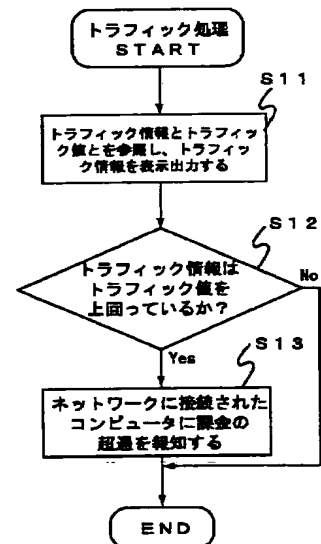 トラフィック処理
START
S11
トラフィック情報とトラフィッ
ク値とを参照し、トラフィッ
ク情報を表示出力する
S12
トラフィック情報は
トラフィック値を
上回っているか?
No
Yes
S13
ネットワークに接続された
コンピュータに課金の
超過を報知する
END